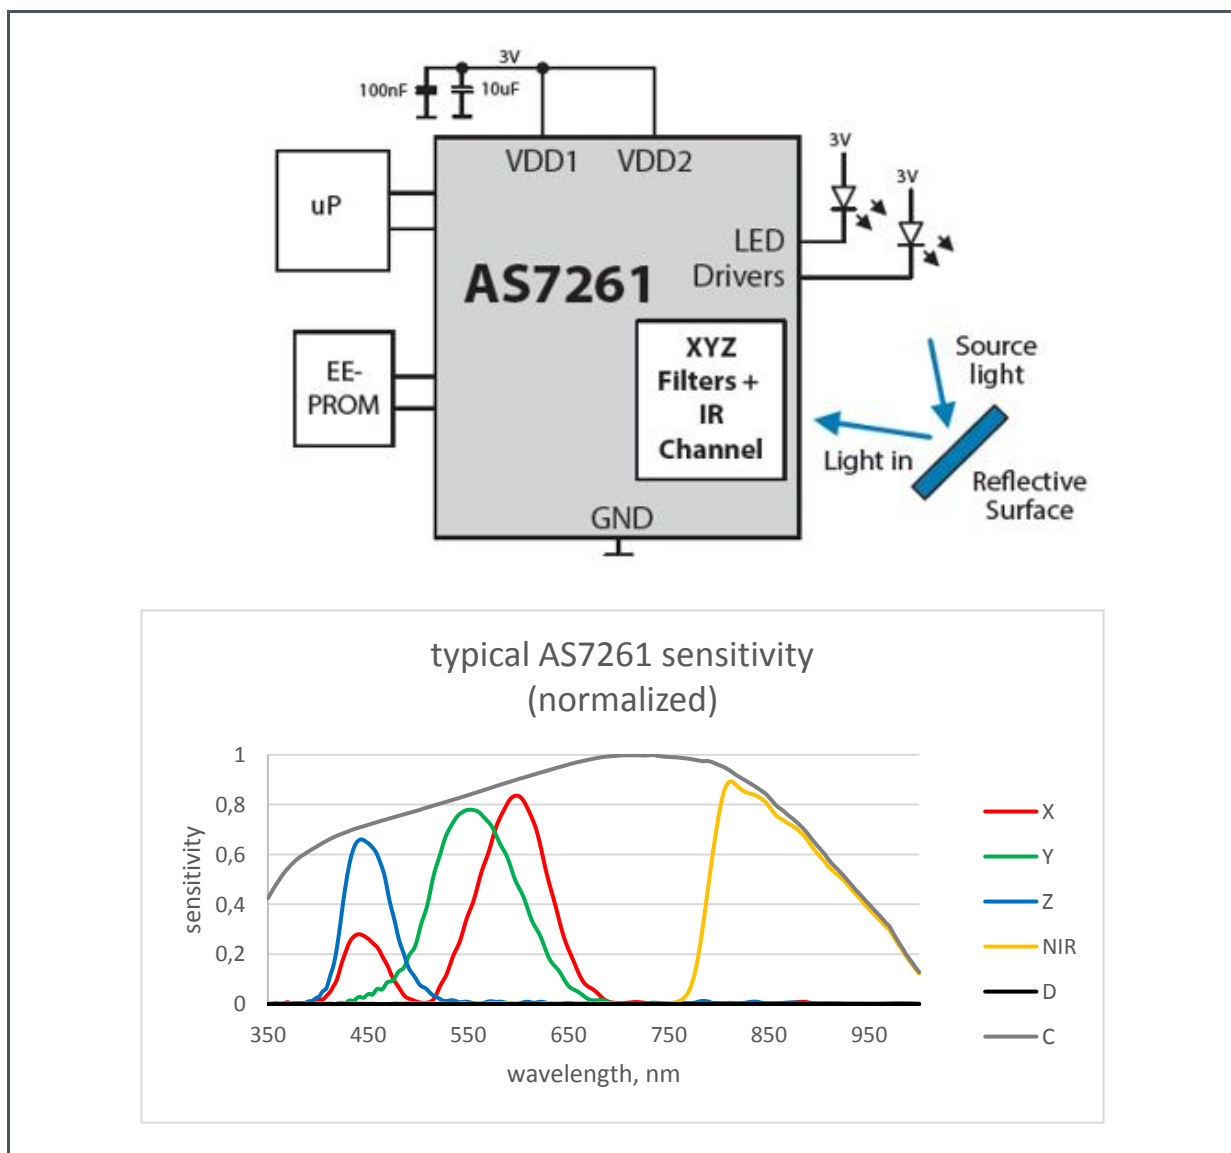 3V
100nF
10uF
VDD1
VDD2
3V
3V
uP
LED
Drivers
AS7261
XYZ
Filters +
IR
Channel
Source
light
EE-
PROM
Light in
Reflective
Surface
GND
typical AS7261 sensitivity
(normalized)
1
0,8
0,6
0,4
0,2
0
sensitivity
350
450
550
650
750
850
950
wavelength, nm
X
Y
Z
NIR
D
C